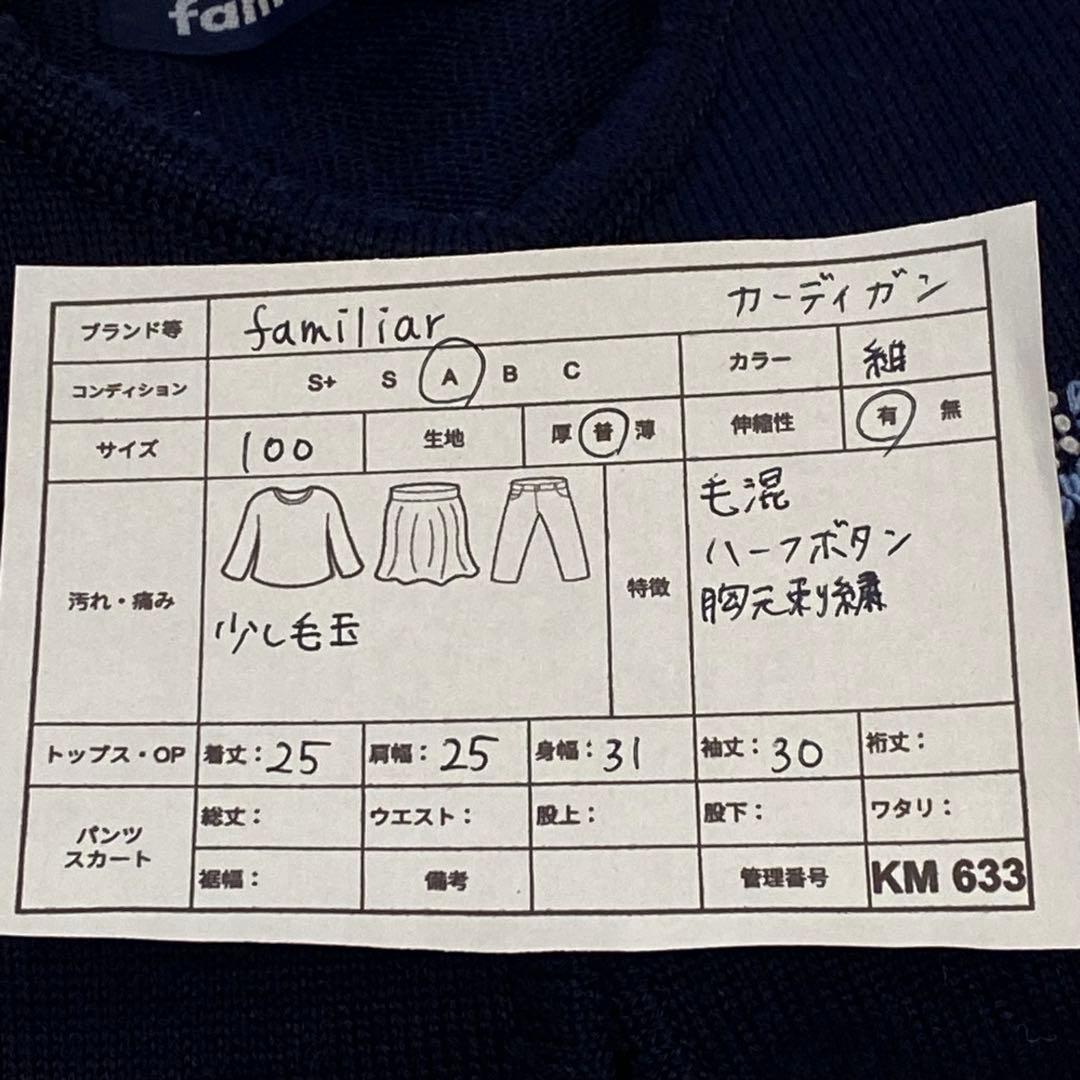 fam
ブランド等 familiar カーディガン
コンディション S+ S A B C カラー 紺
サイズ 100 生地 厚 普 薄 伸縮性 有 無
汚れ・痛み 少し毛玉 特徴 毛混
ハーフボタン
胸元刺繍
トップス・OP 着丈：25 肩幅：25 身幅：31 袖丈：30 裄丈：
パンツ
スカート
総丈： ウエスト： 股上： 股下： ワタリ：
裾幅： 備考 管理番号 KM 633